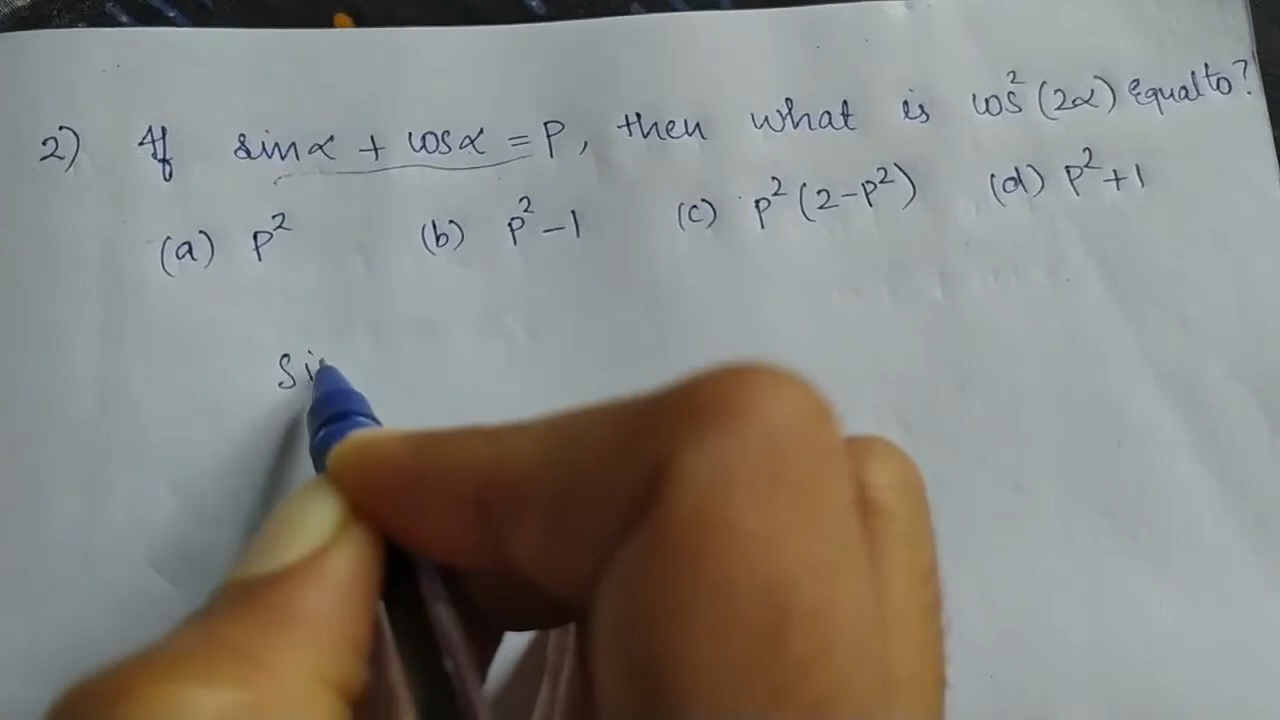 2) If sinα + cosα = P, then what is cos²(2α) Equal to?
(a) p² (b) p²-1 (c) p²(2-p²) (d) p²+1
Si